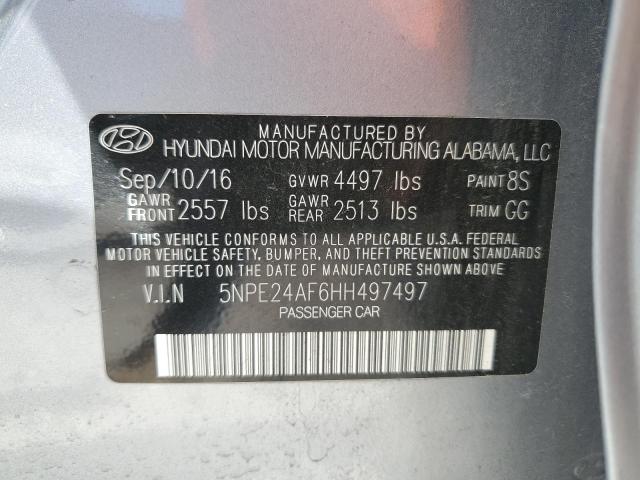 MANUFACTURED BY
HYUNDAI MOTOR MANUFACTURING ALABAMA, LLC
Sep/10/16 GVWR 4497 lbs PAINT 8S
GAWR FRONT 2557 lbs GAWR REAR 2513 lbs TRIM GG
THIS VEHICLE CONFORMS TO ALL APPLICABLE U.S.A. FEDERAL
MOTOR VEHICLE SAFETY, BUMPER, AND THEFT PREVENTION STANDARDS
IN EFFECT ON THE DATE OF MANUFACTURE SHOWN ABOVE.
V.I.N 5NPE24AF6HH497497
PASSENGER CAR